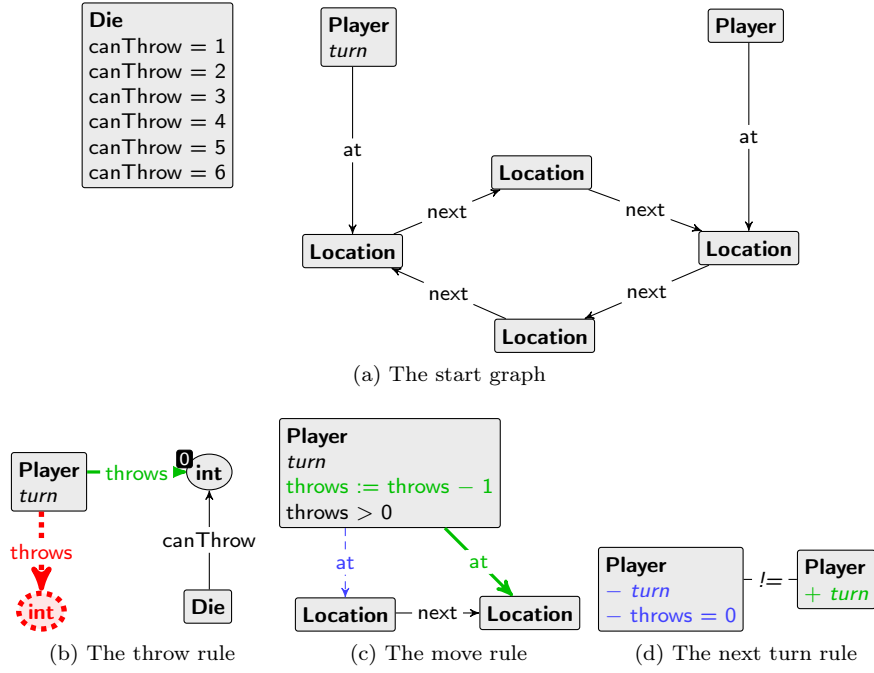 Die
canThrow = 1
canThrow = 2
canThrow = 3
canThrow = 4
canThrow = 5
canThrow = 6
Player
turn
Player
at
at
Location
next
next
Location
Location
next
next
Location
(a) The start graph
Player
turn
throws
0
int
throws
canThrow
int
Die
(b) The throw rule
Player
turn
throws := throws − 1
throws > 0
at
at
Location
next
Location
(c) The move rule
Player
− turn
− throws = 0
!=
Player
+ turn
(d) The next turn rule